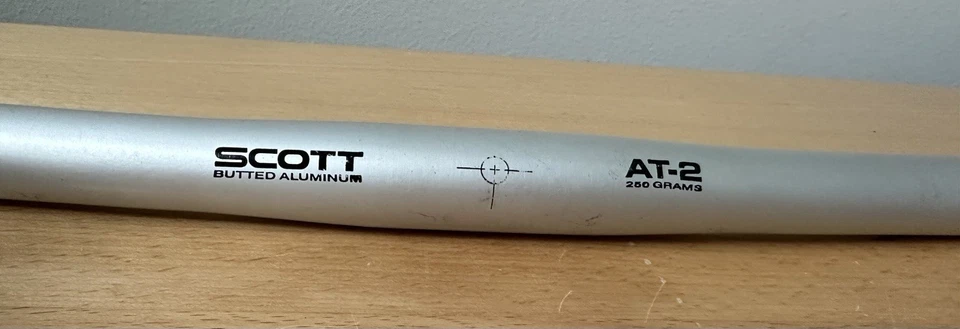 SCOTT
BUTTED ALUMINUM
AT-2
250 GRAMS